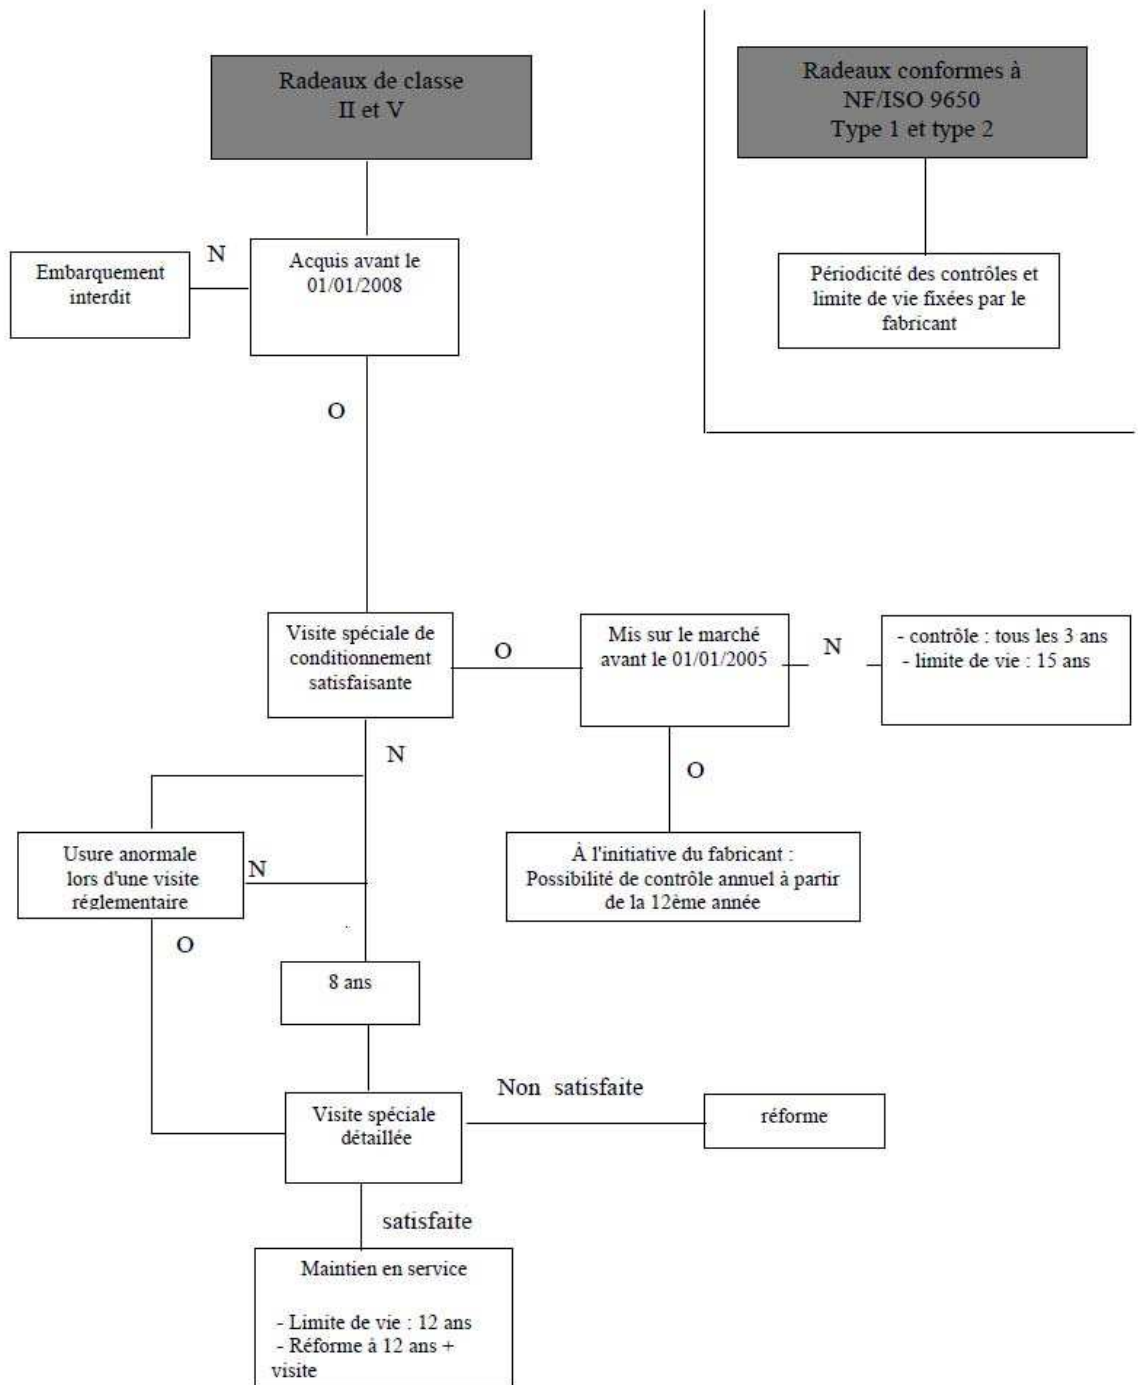 Radeaux de classe
II et V
Radeaux conformes à
NF/ISO 9650
Type 1 et type 2
Embarquement
interdit
N
Acquis avant le
01/01/2008
Périodicité des contrôles et
limite de vie fixées par le
fabricant
O
Visite spéciale de
conditionnement
satisfaisante
O
Mis sur le marché
avant le 01/01/2005
N
- contrôle : tous les 3 ans
- limite de vie : 15 ans
N
O
Usure anormale
lors d'une visite
réglementaire
N
À l'initiative du fabricant :
Possibilité de contrôle annuel à partir
de la 12ème année
O
8 ans
Visite spéciale
détaillée
Non satisfaite
réforme
satisfaite
Maintien en service
- Limite de vie : 12 ans
- Réforme à 12 ans +
visite